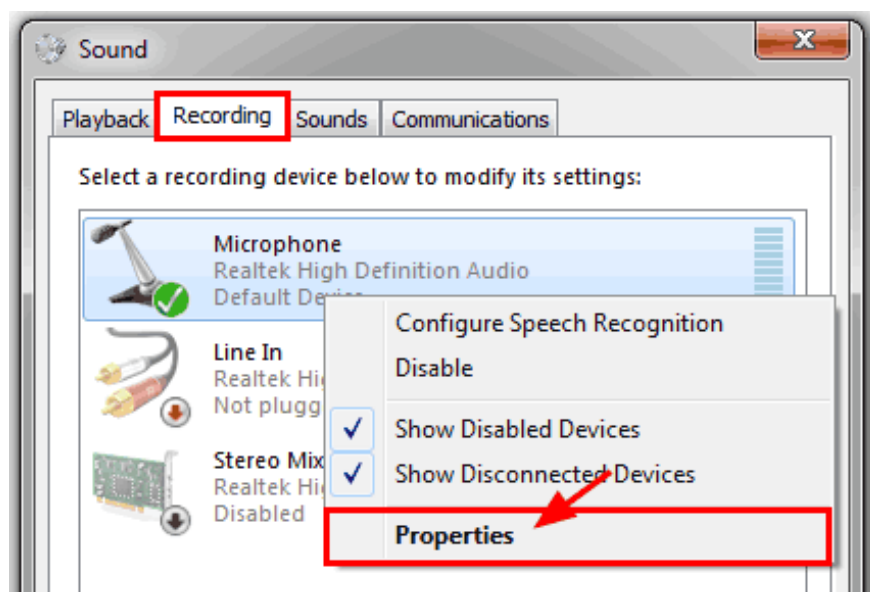 Sound
Playback Recording Sounds Communications
Select a recording device below to modify its settings:
Microphone
Realtek High Definition Audio
Default Device
Configure Speech Recognition
Line In
Disable
Realtek Hi
Not plugg
Show Disabled Devices
Stereo Mix
Show Disconnected Devices
Realtek Hi
Disabled
Properties